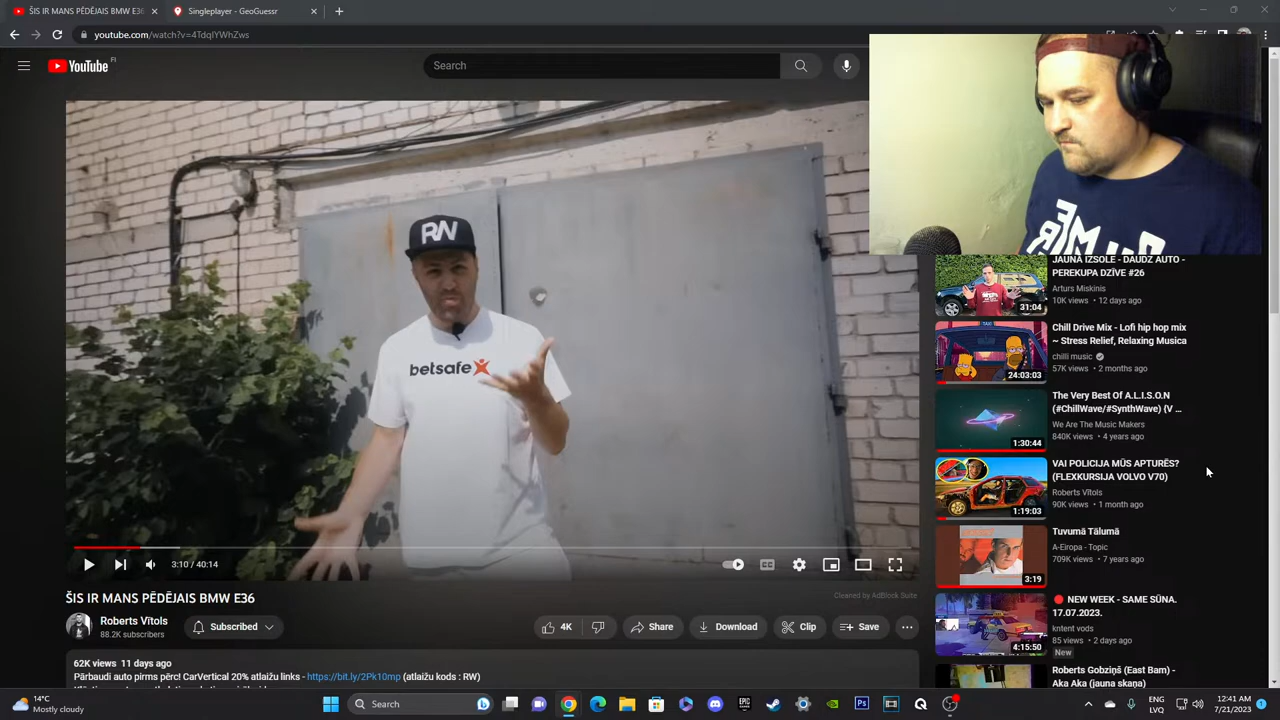 ŠIS IR MANS PĒDĒJAIS BMW E36
Singleplayer - GeoGuessr
youtube.com/watch?v=4TdqIYWhZws
YouTube FI
Search
RW
betsafe
3:10 / 40:14
ŠIS IR MANS PĒDĒJAIS BMW E36
Cleaned by AdBlock Suite
Roberts Vītols
88.2K subscribers
Subscribed
4K
Share
Download
Clip
Save
62K views 11 days ago
Pārbaudi auto pirms pērc! CarVertical 20% atlaižu links - https://bit.ly/2Pk10mp (atlaižu kods : RW)
JAUNA IZSOLE - DAUDZ AUTO -
PEREKUPA DZĪVE #26
Arturs Miskinis
10K views • 12 days ago
31:04
Chill Drive Mix - Lofi hip hop mix
~ Stress Relief, Relaxing Musica
chilli music
57K views • 2 months ago
24:03:03
TAXI
The Very Best Of A.L.I.S.O.N
(#ChillWave/#SynthWave) {V ...
We Are The Music Makers
840K views • 4 years ago
1:30:44
VAI POLICIJA MŪS APTURĒS?
(FLEXKURSIJA VOLVO V70)
Roberts Vītols
90K views • 1 month ago
1:19:03
Tuvumā Tālumā
A-Eiropa - Topic
709K views • 7 years ago
3:19
NEW WEEK - SAME SŪNA.
17.07.2023.
kntent vods
85 views • 2 days ago
New
4:15:50
Roberts Gobziņš (East Bam) -
Aka Aka (jauna skaņa)
14°C
Mostly cloudy
Search
ENG
LVQ
12:41 AM
7/21/2023